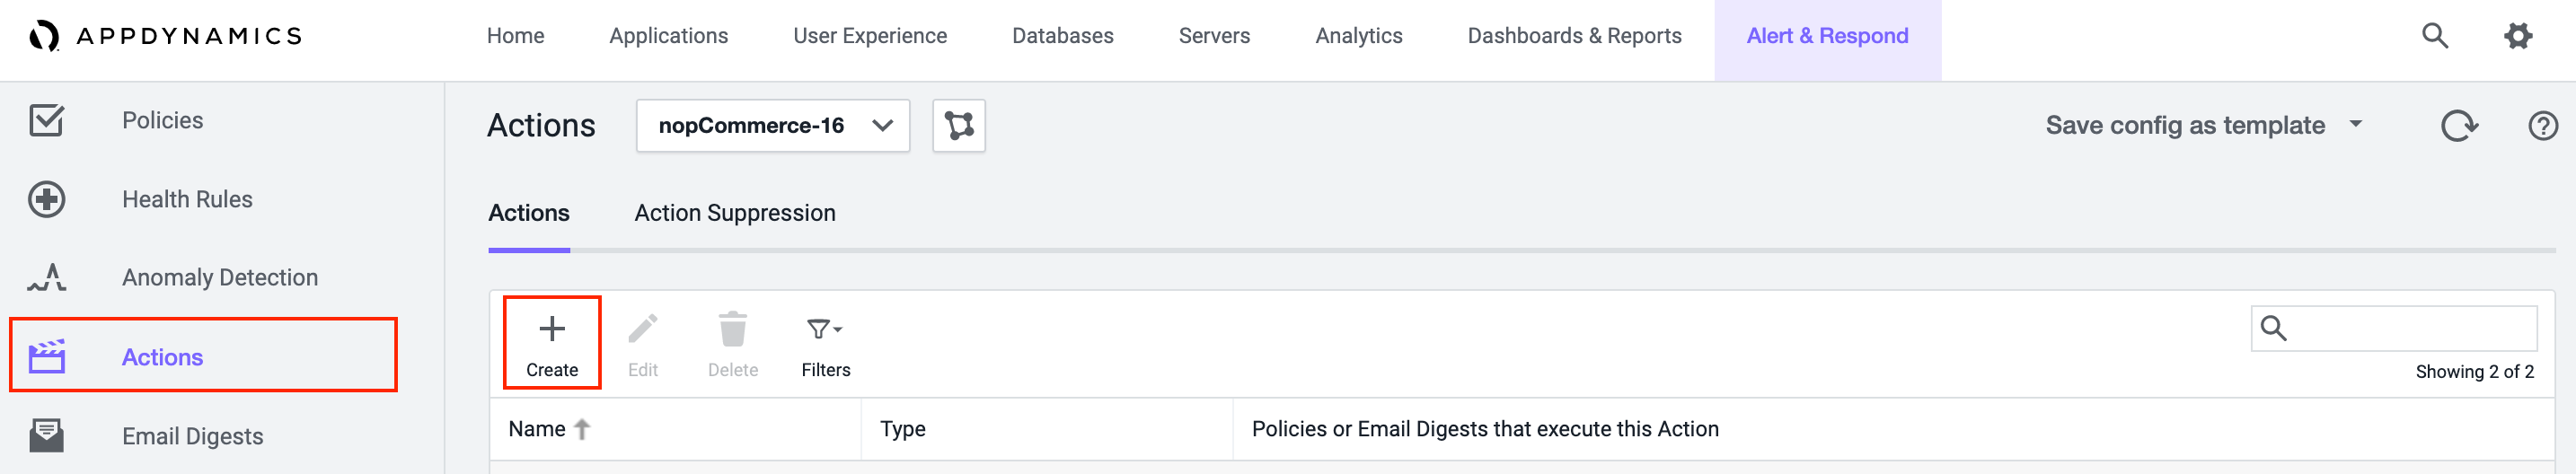 APPDYNAMICS
Home
Applications
User Experience
Databases
Servers
Analytics
Dashboards & Reports
Alert & Respond
Policies
Health Rules
Anomaly Detection
Actions
Email Digests
Actions
nopCommerce-16
Save config as template
Actions
Action Suppression
Create
Edit
Delete
Filters
Showing 2 of 2
Name
Type
Policies or Email Digests that execute this Action